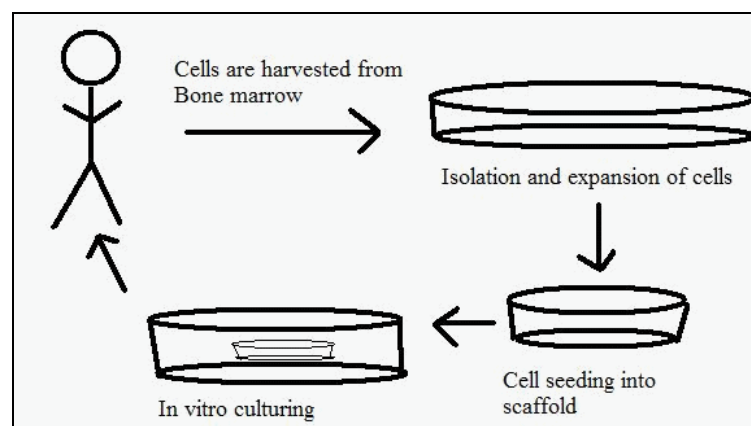 Cells are harvested from
Bone marrow
Isolation and expansion of cells
Cell seeding into
scaffold
In vitro culturing